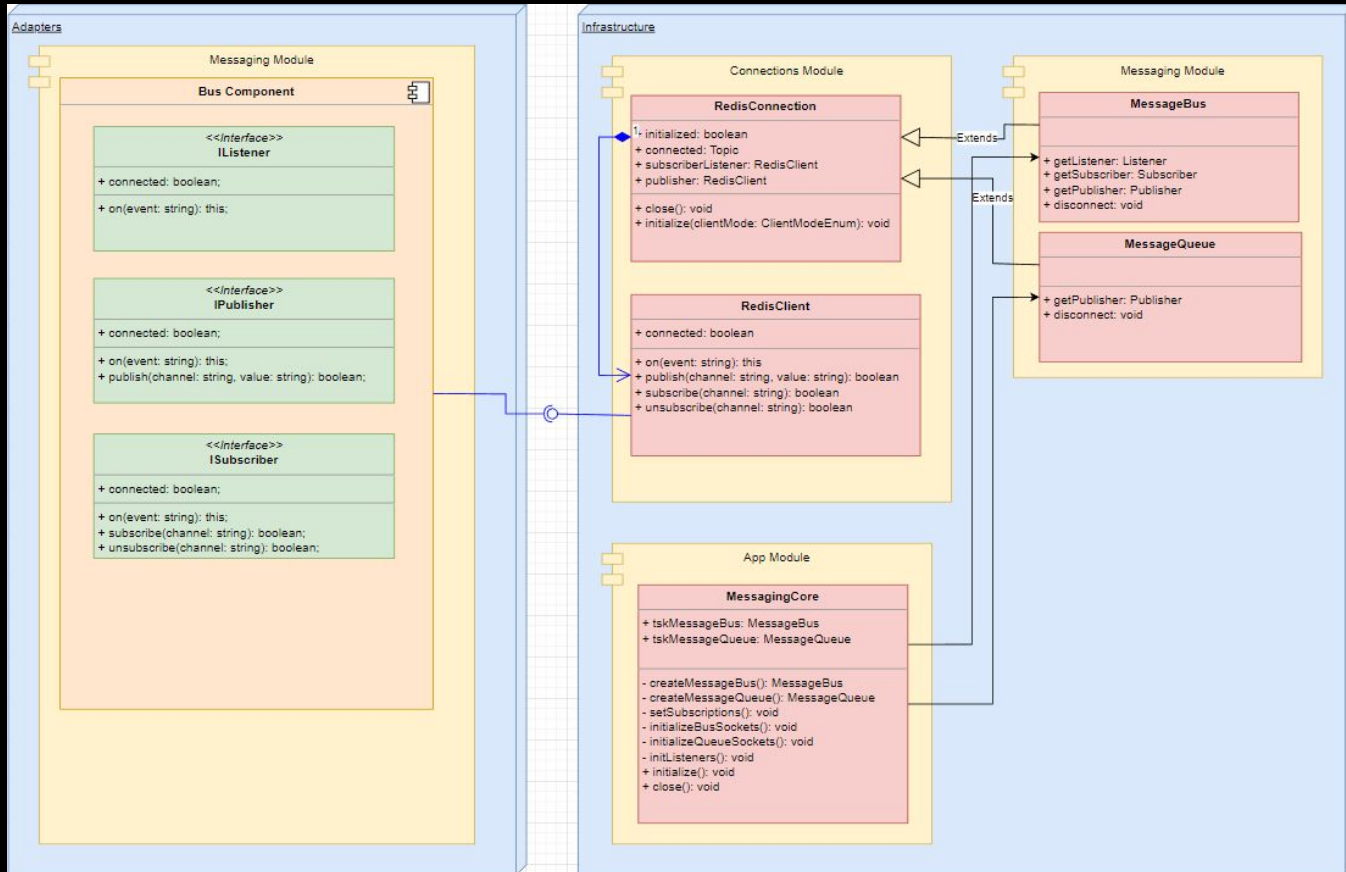 Adapters
Messaging Module
Bus Component
<<Interface>>
IListener
+ connected: boolean;
+ on(event: string): this;
<<Interface>>
IPublisher
+ connected: boolean;
+ on(event: string): this;
+ publish(channel: string, value: string): boolean;
<<Interface>>
ISubscriber
+ connected: boolean;
+ on(event: string): this;
+ subscribe(channel: string): boolean;
+ unsubscribe(channel: string): boolean;
Infrastructure
Connections Module
RedisConnection
1
+ initialized: boolean
+ connected: Topic
+ subscriberListener: RedisClient
+ publisher: RedisClient
+ close(): void
+ initialize(clientMode: ClientModeEnum): void
RedisClient
+ connected: boolean
+ on(event: string): this
+ publish(channel: string, value: string): boolean
+ subscribe(channel: string): boolean
+ unsubscribe(channel: string): boolean
Extends
Extends
Messaging Module
MessageBus
+ getListener: Listener
+ getSubscriber: Subscriber
+ getPublisher: Publisher
+ disconnect: void
MessageQueue
+ getPublisher: Publisher
+ disconnect: void
App Module
MessagingCore
+ tskMessageBus: MessageBus
+ tskMessageQueue: MessageQueue
- createMessageBus(): MessageBus
- createMessageQueue(): MessageQueue
- setSubscriptions(): void
- initializeBusSockets(): void
- initializeQueueSockets(): void
- initListeners(): void
+ initialize(): void
+ close(): void